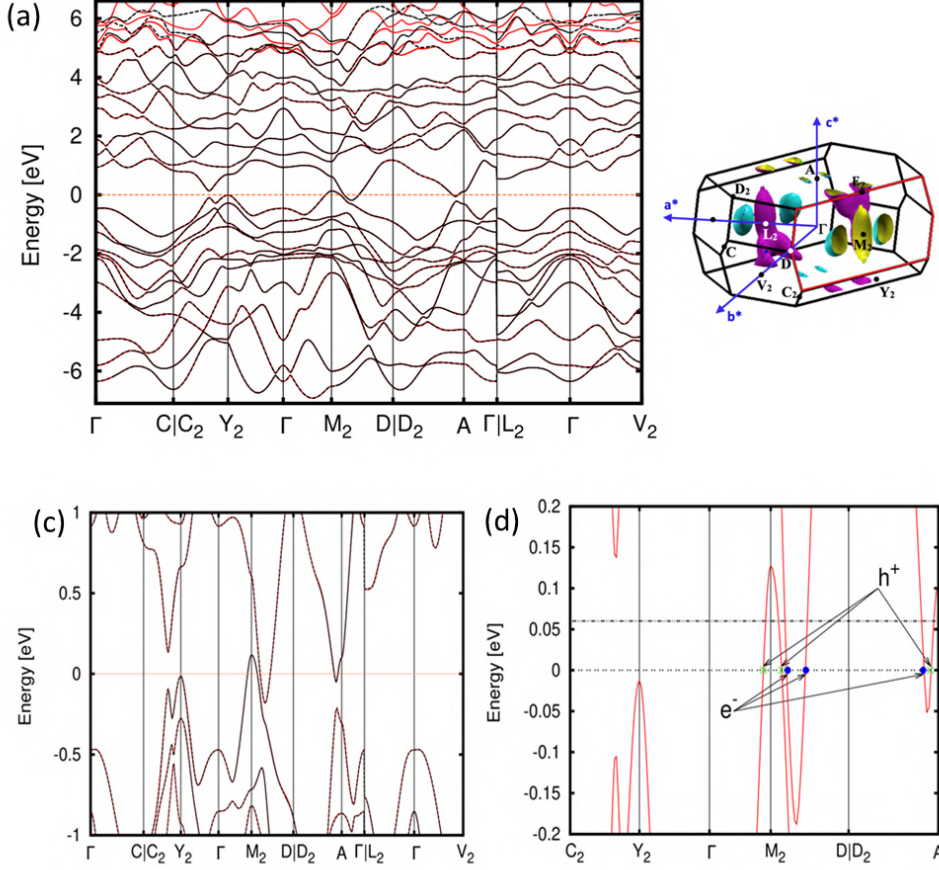 (a)
Energy [eV]
6
4
2
0
-2
-4
-6
Γ C|C₂ Y₂ Γ M₂ D|D₂ A Γ|L₂ Γ V₂
c*
A
D₂
a*
Γ
L₂
M₂
C
D
V₂
C₂
Y₂
b*
(c)
Energy [eV]
1
0.5
0
-0.5
-1
Γ C|C₂ Y₂ Γ M₂ D|D₂ A Γ|L₂ Γ V₂
(d)
Energy [eV]
0.2
0.15
0.1
0.05
0
-0.05
-0.1
-0.15
-0.2
h⁺
e⁻
C₂ Y₂ Γ M₂ D|D₂ A